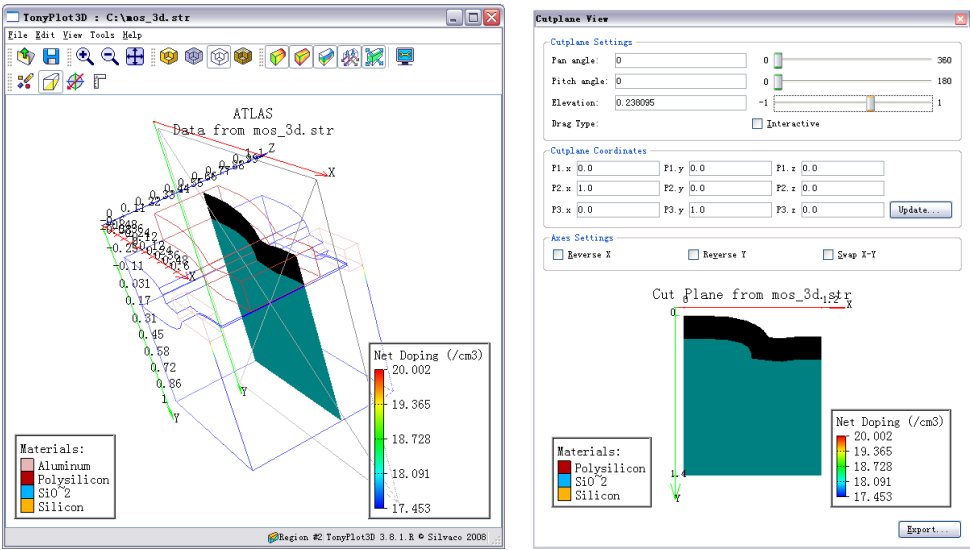 TonyPlot3D : C:\mos_3d.str
File Edit View Tools Help
ATLAS
Data from mos_3d.str
Z
X
X
-0.11
0.031
0.17
0.31
0.45
0.58
0.72
0.86
1
Y
Y
Net Doping (/cm3)
20.002
19.365
18.728
18.091
17.453
Materials:
Aluminum
Polysilicon
SiO~2
Silicon
Region #2 TonyPlot3D 3.8.1.R © Silvaco 2008
Cutplane View
Cutplane Settings
Pan angle: 0 0 360
Pitch angle: 0 0 180
Elevation: 0.238095 -1 1
Drag Type: Interactive
Cutplane Coordinates
P1.x 0.0 P1.y 0.0 P1.z 0.0
P2.x 1.0 P2.y 0.0 P2.z 0.0
P3.x 0.0 P3.y 1.0 P3.z 0.0 Update...
Axes Settings
Reverse X Reverse Y Swap X-Y
Cut Plane from mos_3d.str
0 1.2 X
0
1.4
Y
Net Doping (/cm3)
20.002
19.365
18.728
18.091
17.453
Materials:
Polysilicon
SiO~2
Silicon
Export...